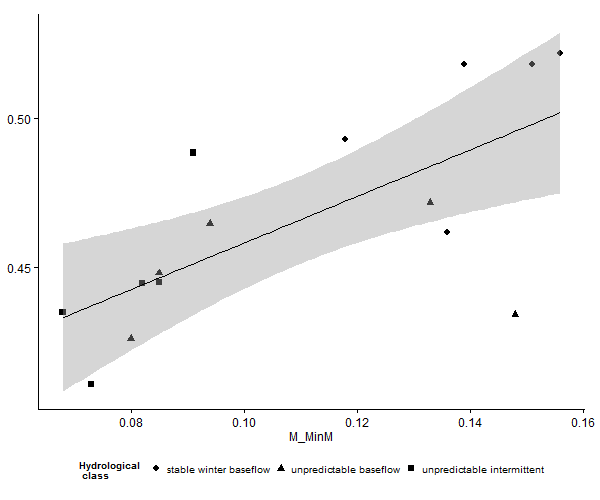 0.50
0.45
0.08 0.10 0.12 0.14 0.16
M_MinM
Hydrological
class
stable winter baseflow unpredictable baseflow unpredictable intermittent